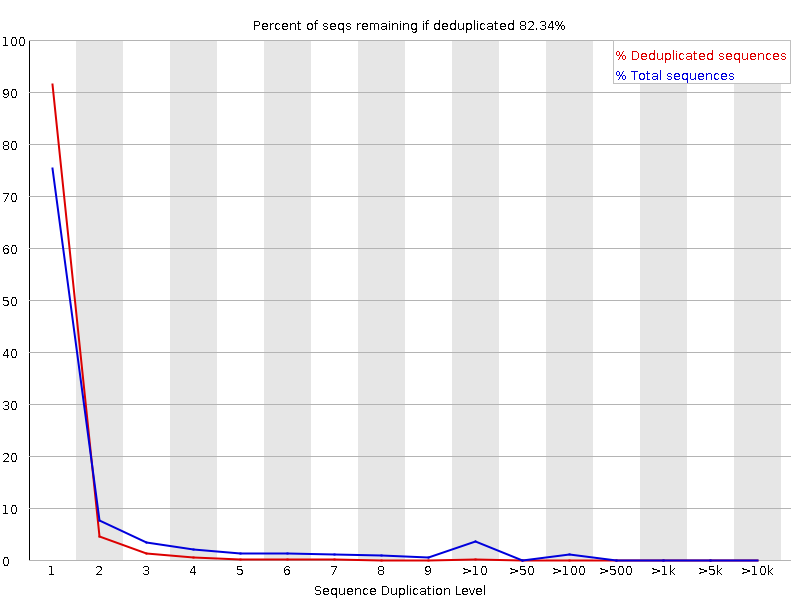 Percent of seqs remaining if deduplicated 82.34%
% Deduplicated sequences
% Total sequences
100
90
80
70
60
50
40
30
20
10
0
1 2 3 4 5 6 7 8 9 >10 >50 >100 >500 >1k >5k >10k
Sequence Duplication Level